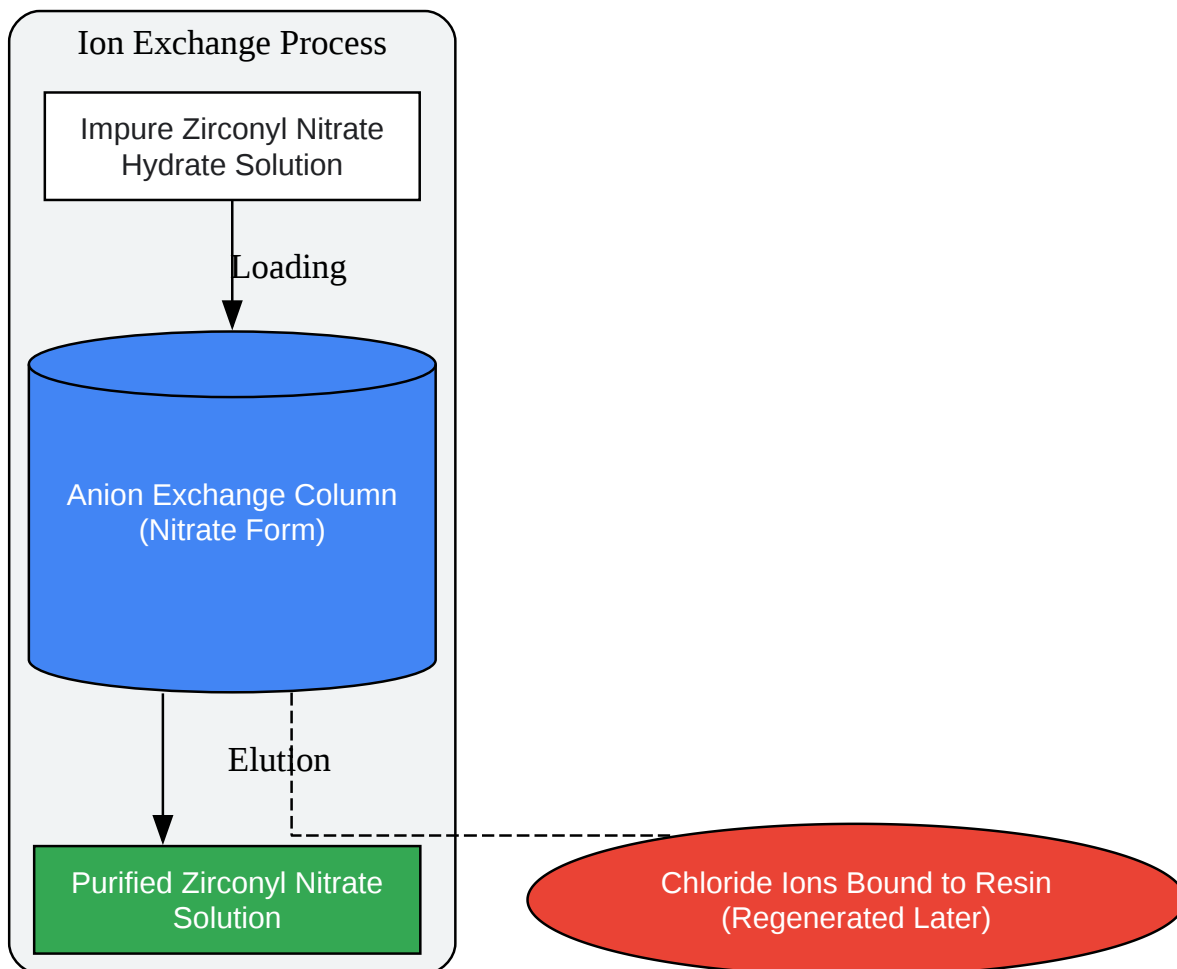 Ion Exchange Process
Impure Zirconyl Nitrate
Hydrate Solution
Loading
Anion Exchange Column
(Nitrate Form)
Elution
Purified Zirconyl Nitrate
Solution
Chloride Ions Bound to Resin
(Regenerated Later)